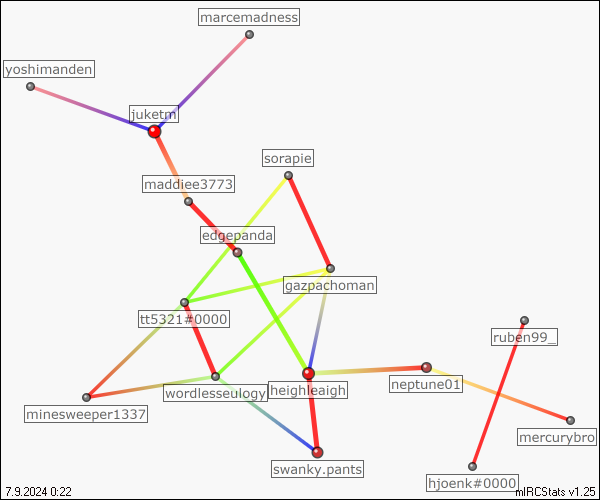 marcemadness
yoshimanden
juketm
sorapie
maddiee3773
edgepanda
gazpachoman
tt5321#0000
ruben99_
heighleaigh
neptune01
wordlesseulogy
minesweeper1337
mercurybro
swanky.pants
hjoenk#0000
7.9.2024 0:22
mIRCStats v1.25